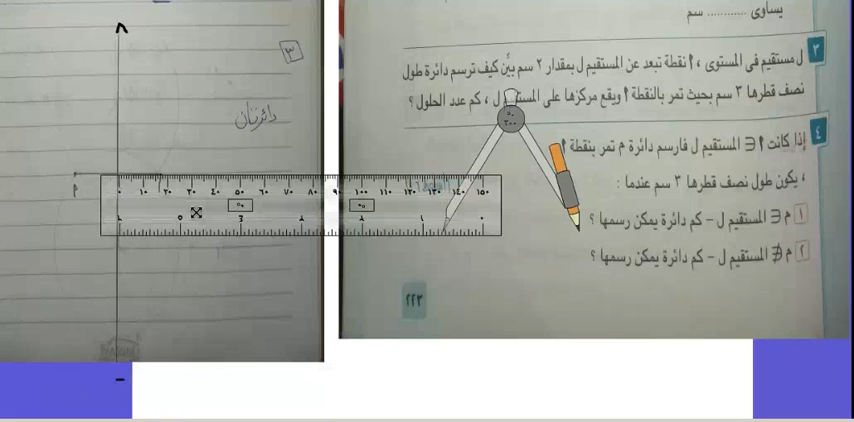 يساوى ............ سم
٣ ل مستقيم فى المستوى ، أ نقطة تبعد عن المستقيم ل بمقدار ٢ سم بيِّن كيف ترسم دائرة طول
نصف قطرها ٣ سم بحيث تمر بالنقطة أ ويقع مركزها على المستقيم ل ، كم عدد الحلول ؟
٤ إذا كانت أ ∈ المستقيم ل فارسم دائرة م تمر بنقطة أ
، يكون طول نصف قطرها ٣ سم عندما :
١ م ∈ المستقيم ل – كم دائرة يمكن رسمها ؟
٢ م ∉ المستقيم ل – كم دائرة يمكن رسمها ؟
٢٢٣
٣
دائرتان
أ
٠ ١٠ ٢٠ ٣٠ ٤٠ ٥٠ ٦٠ ٧٠ ٨٠ ٩٠ ١٠٠ ١١٠ ١٢٠ ١٣٠ ١٤٠ ١٥٠